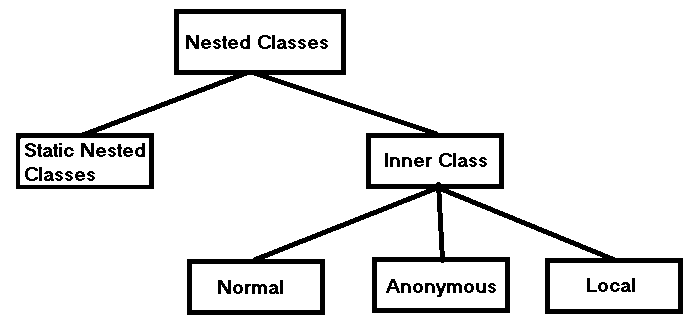 Nested Classes
Static Nested
Classes
Inner Class
Normal
Anonymous
Local